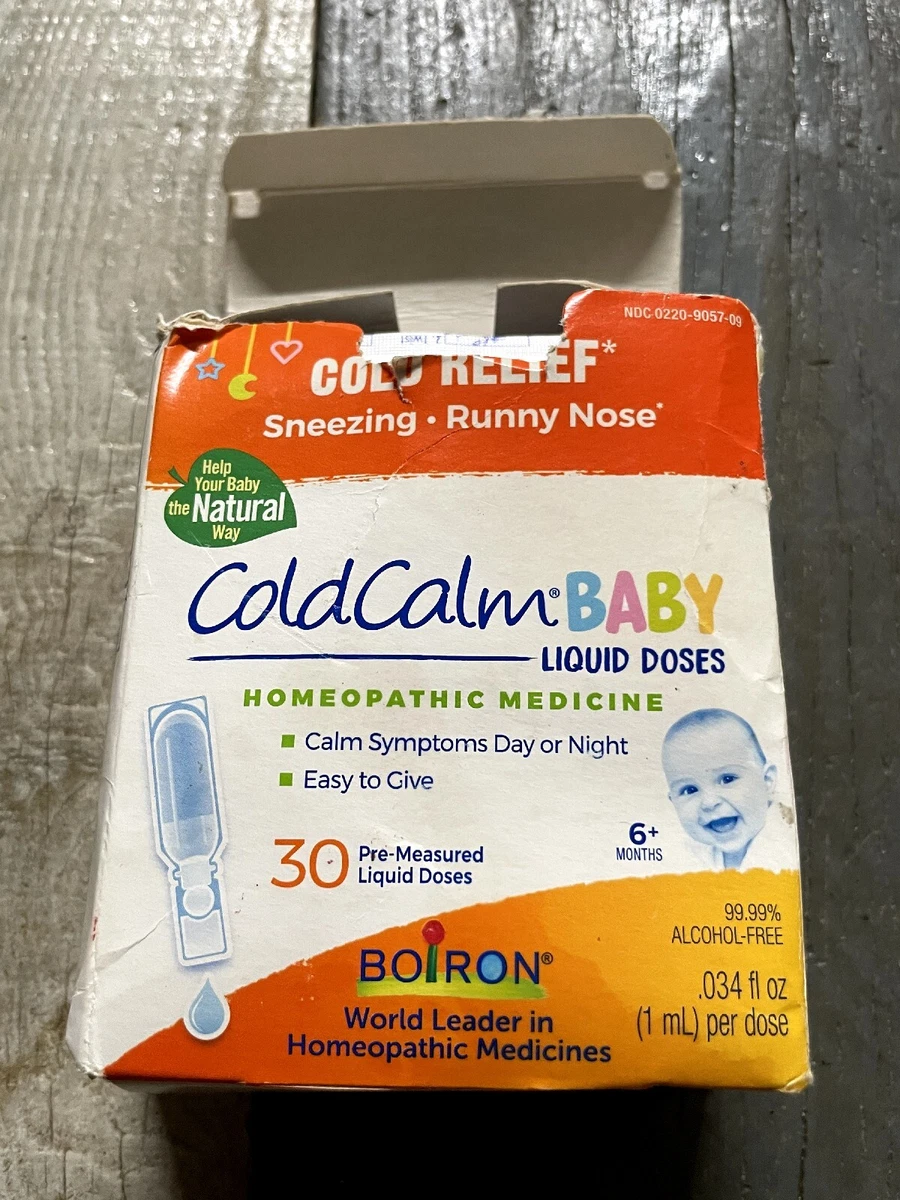 NDC 0220-9057-09
COLD RELIEF*
Sneezing • Runny Nose*
Help
Your Baby
the Natural
Way
ColdCalm® BABY
LIQUID DOSES
HOMEOPATHIC MEDICINE
Calm Symptoms Day or Night
Easy to Give
30 Pre-Measured
Liquid Doses
6+
MONTHS
99.99%
ALCOHOL-FREE
BOIRON®
World Leader in
Homeopathic Medicines
.034 fl oz
(1 mL) per dose